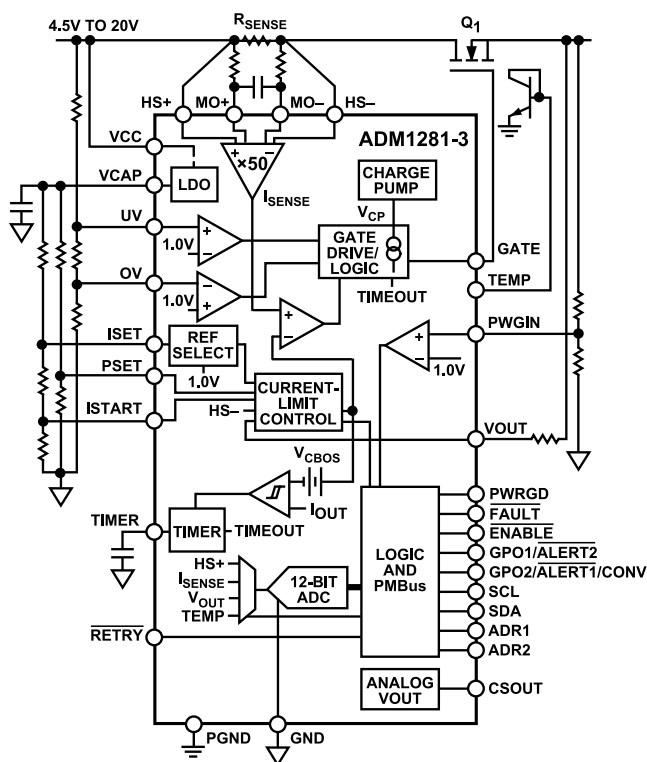 4.5V TO 20V
RSENSE
Q1
HS+
MO+
MO–
HS–
ADM1281-3
VCC
VCAP
LDO
+ –
×50
ISENSE
CHARGE
PUMP
VCP
UV
+
1.0V
–
GATE
DRIVE/
LOGIC
TIMEOUT
GATE
TEMP
OV
–
1.0V
+
+
–
PWGIN
+
–
1.0V
ISET
REF
SELECT
1.0V
PSET
ISTART
HS–
CURRENT-
LIMIT
CONTROL
VOUT
VCBOS
IOUT
TIMER
TIMER
TIMEOUT
HS+
ISENSE
VOUT
TEMP
12-BIT
ADC
LOGIC
AND
PMBus
PWRGD
FAULT
ENABLE
GPO1/ALERT2
GPO2/ALERT1/CONV
SCL
SDA
ADR1
ADR2
RETRY
ANALOG
VOUT
CSOUT
PGND
GND